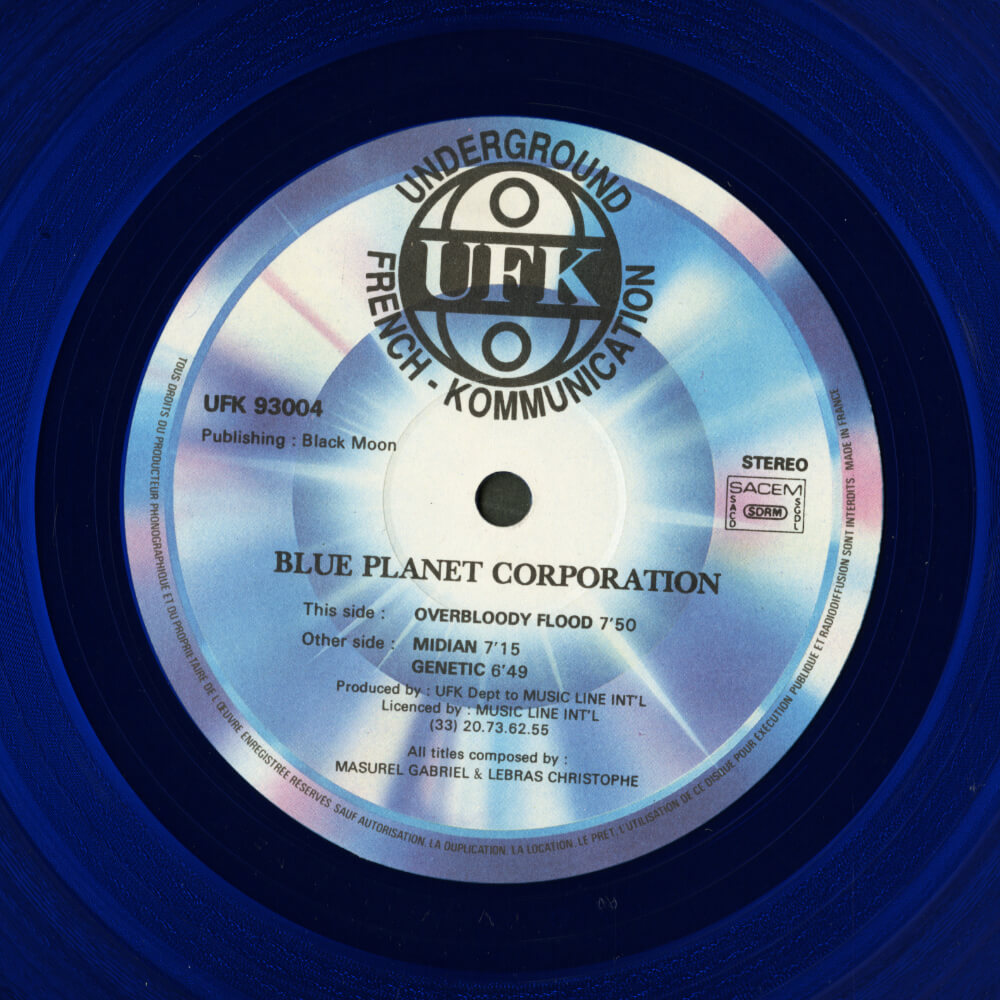 UNDERGROUND
UFK
FRENCH - KOMMUNICATION
UFK 93004
Publishing : Black Moon
STEREO
SACEM
SACD
SDRM
SGDL
BLUE PLANET CORPORATION
This side : OVERBLOODY FLOOD 7'50
Other side : MIDIAN 7'15
GENETIC 6'49
Produced by : UFK Dept to MUSIC LINE INT'L
Licenced by : MUSIC LINE INT'L
(33) 20.73.62.55
All titles composed by :
MASUREL GABRIEL & LEBRAS CHRISTOPHE
TOUS DROITS DU PRODUCTEUR PHONOGRAPHIQUE ET DU PROPRIETAIRE DE L'ŒUVRE ENREGISTREE RESERVES. SAUF AUTORISATION, LA DUPLICATION, LA LOCATION, LE PRET, L'UTILISATION DE CE DISQUE POUR EXECUTION PUBLIQUE ET RADIODIFFUSION SONT INTERDITS. MADE IN FRANCE